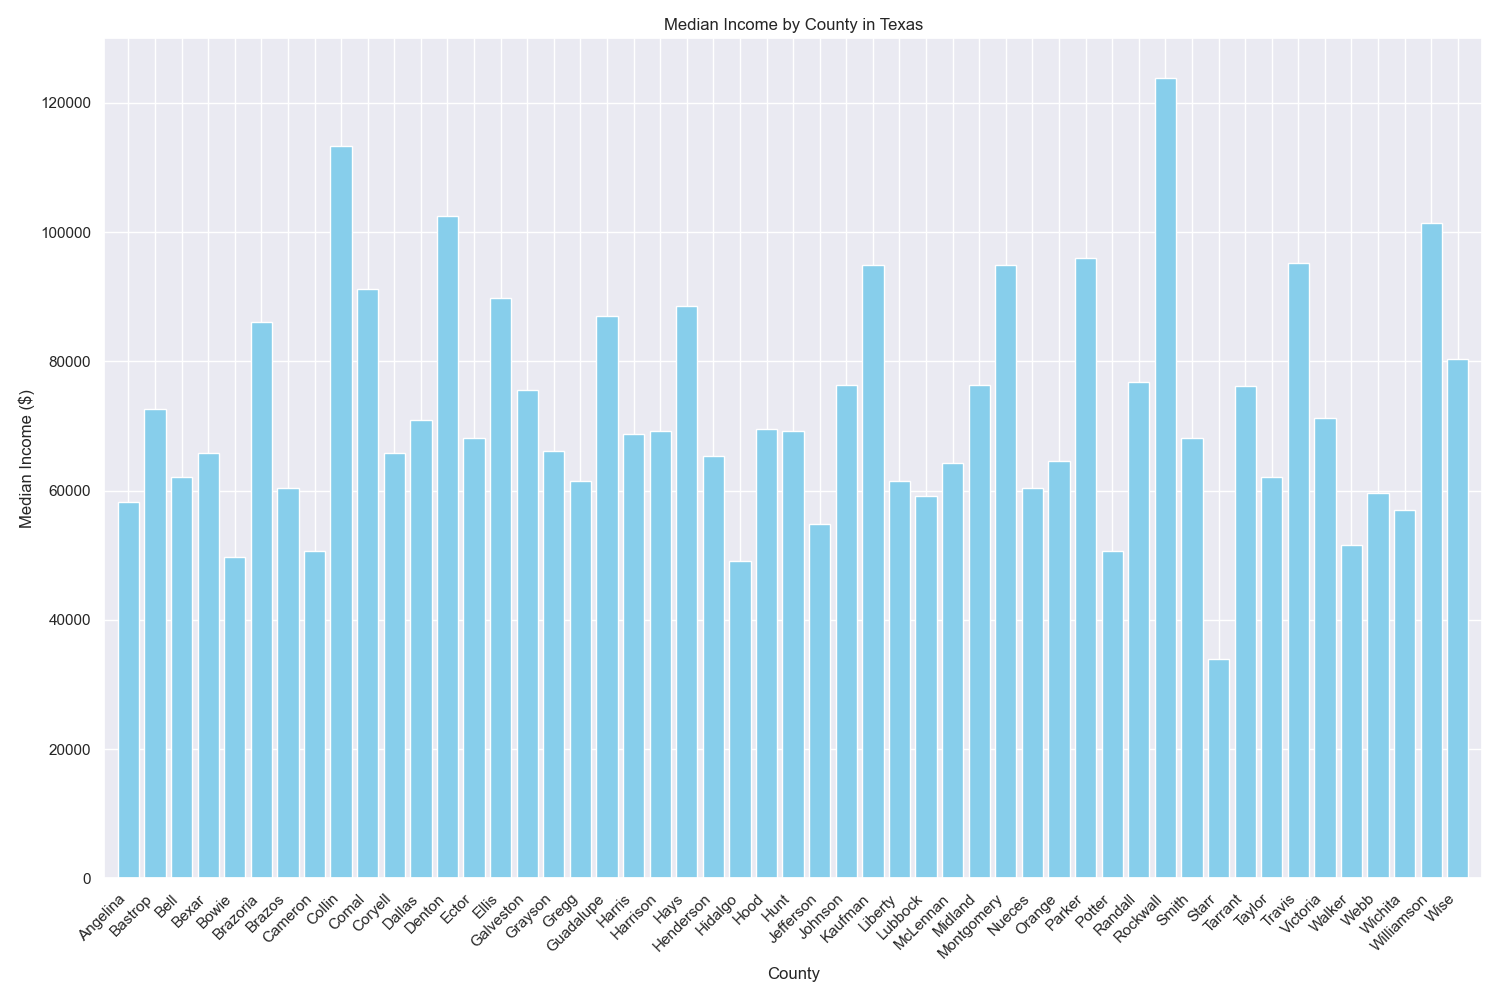 Median Income by County in Texas
Median Income ($)
120000
100000
80000
60000
40000
20000
0
Angelina
Bastrop
Bell
Bexar
Bowie
Brazoria
Brazos
Cameron
Collin
Comal
Coryell
Dallas
Denton
Ector
Ellis
Galveston
Grayson
Gregg
Guadalupe
Harris
Harrison
Hays
Henderson
Hidalgo
Hood
Hunt
Jefferson
Johnson
Kaufman
Liberty
Lubbock
McLennan
Midland
Montgomery
Nueces
Orange
Parker
Potter
Randall
Rockwall
Smith
Starr
Tarrant
Taylor
Travis
Victoria
Walker
Webb
Wichita
Williamson
Wise
County